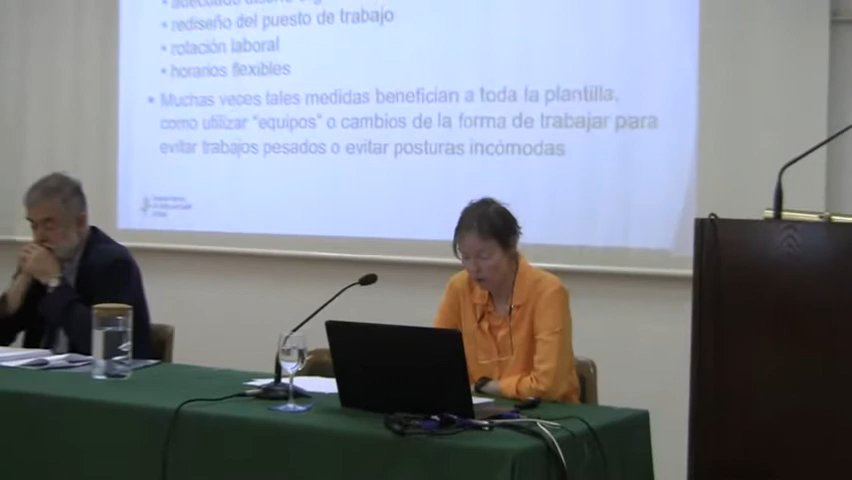 • rediseño del puesto de trabajo
• rotación laboral
• horarios flexibles
• Muchas veces tales medidas benefician a toda la plantilla,
como utilizar “equipos” o cambios de la forma de trabajar para
evitar trabajos pesados o evitar posturas incómodas